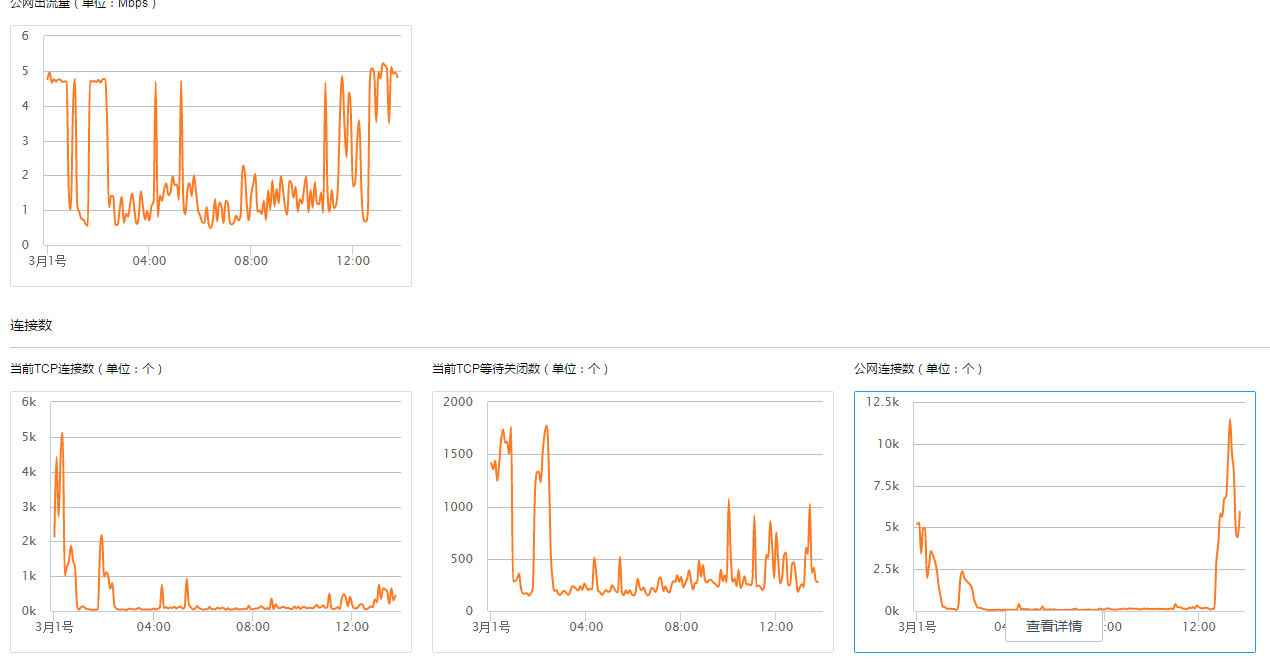 公网出流量（单位：Mbps）
6
5
4
3
2
1
0
3月1号 04:00 08:00 12:00
连接数
当前TCP连接数（单位：个）
6k
5k
4k
3k
2k
1k
0k
3月1号 04:00 08:00 12:00
当前TCP等待关闭数（单位：个）
2000
1500
1000
500
0
3月1号 04:00 08:00 12:00
公网连接数（单位：个）
12.5k
10k
7.5k
5k
2.5k
0k
3月1号 04 :00 12:00
查看详情